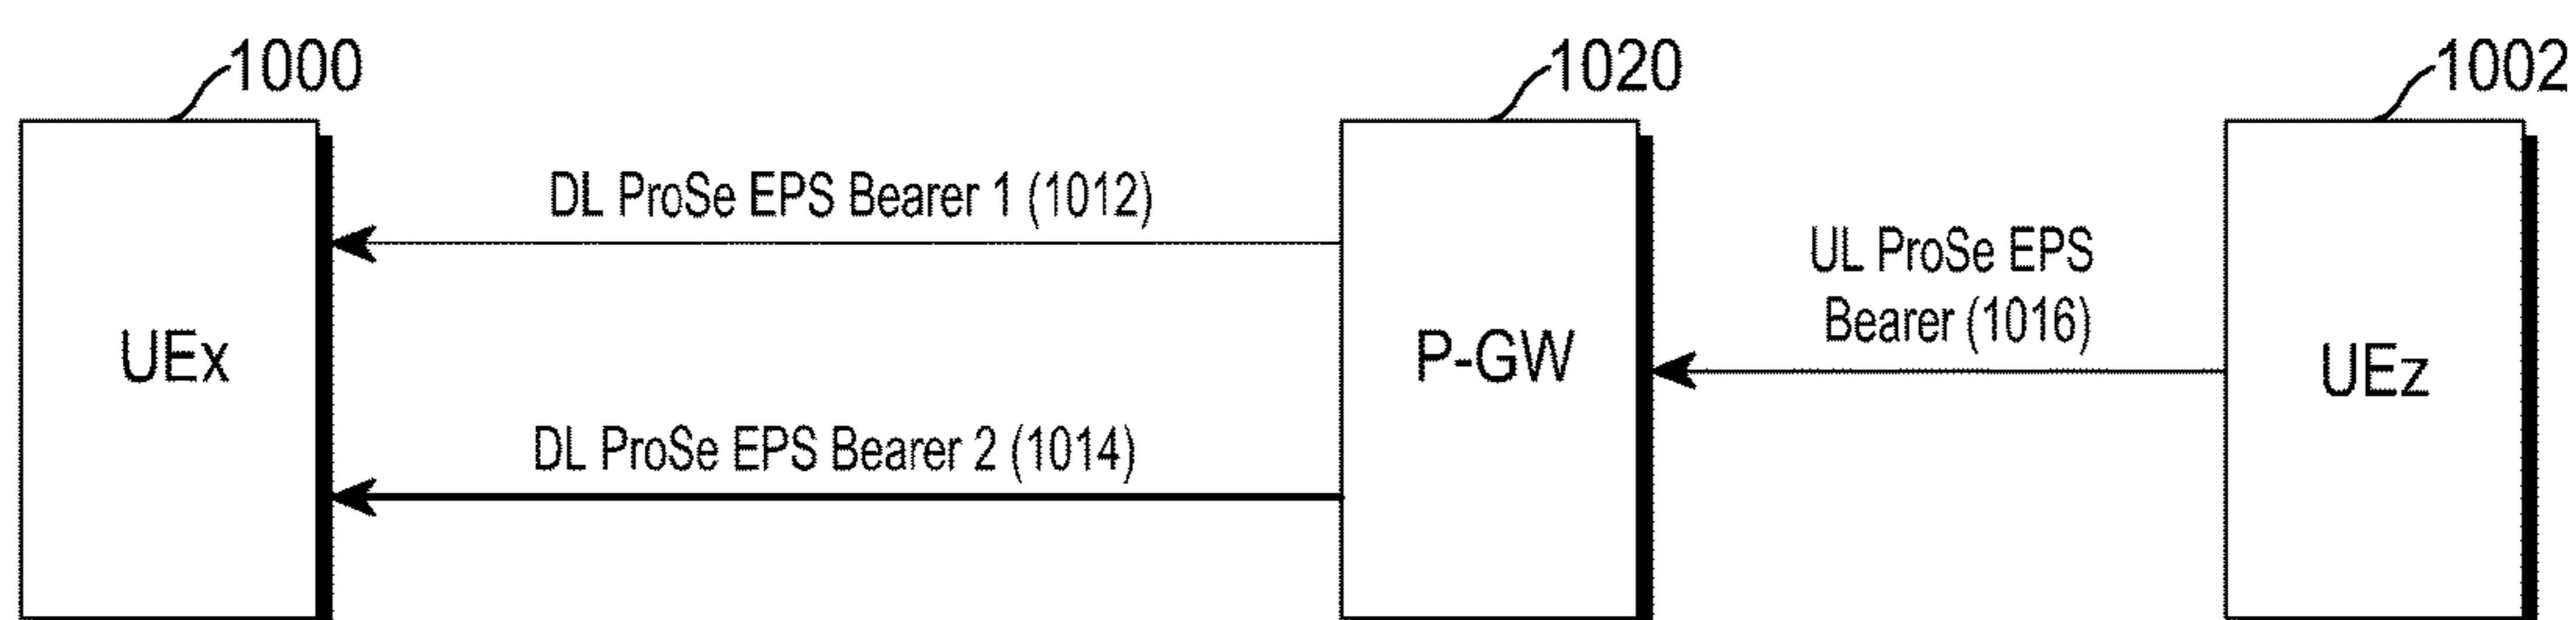 1000
1020
1002
DL ProSe EPS Bearer 1 (1012)
UL ProSe EPS
Bearer (1016)
UEx
P-GW
UEz
DL ProSe EPS Bearer 2 (1014)